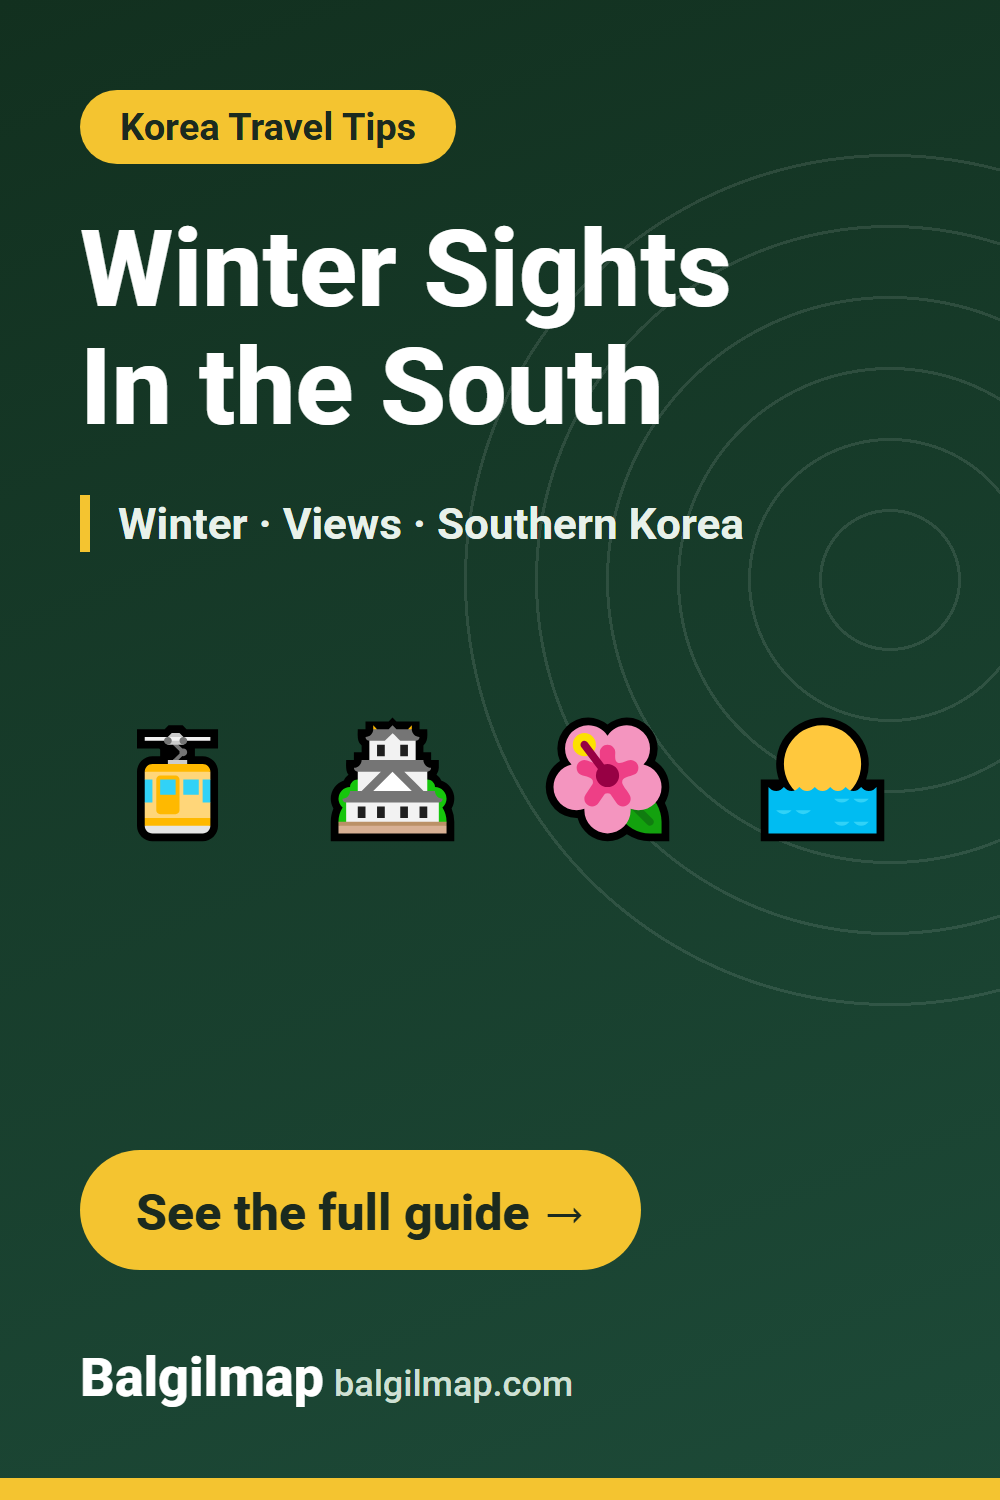 Korea Travel Tips
Winter Sights
In the South
Winter · Views · Southern Korea
See the full guide →
Balgilmap balgilmap.com